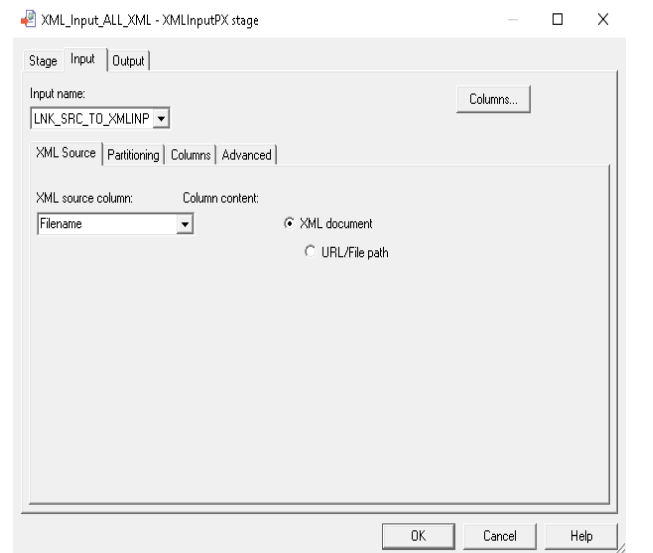 XML_Input_ALL_XML - XMLInputPX stage
Stage Input Output
Input name:
Columns...
LNK_SRC_TO_XMLINP
XML Source Partitioning Columns Advanced
XML source column: Column content:
Filename
XML document
URL/File path
OK Cancel Help